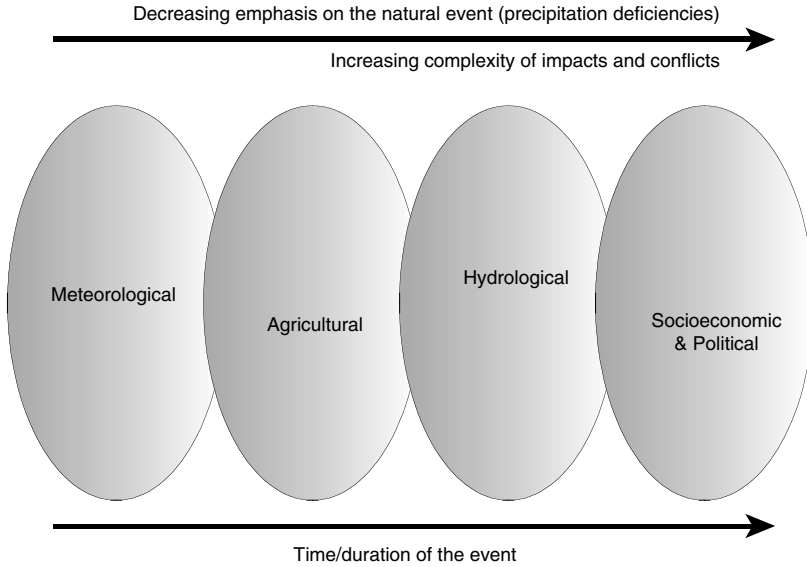 Decreasing emphasis on the natural event (precipitation deficiencies)
Increasing complexity of impacts and conflicts
Meteorological
Agricultural
Hydrological
Socioeconomic
& Political
Time/duration of the event